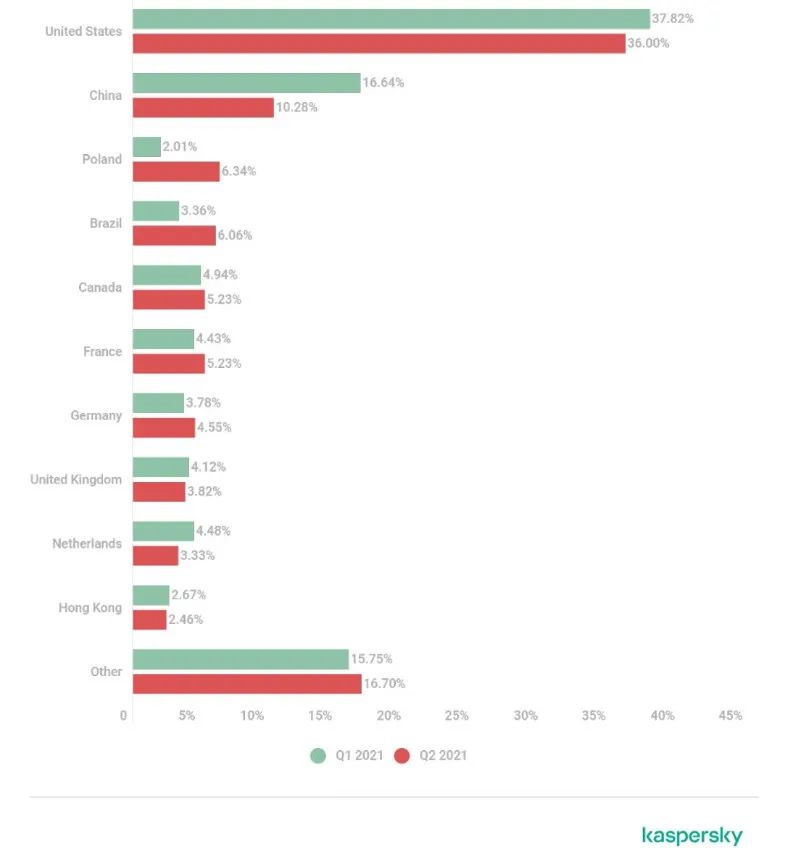 United States
37.82%
36.00%
China
16.64%
10.28%
Poland
2.01%
6.34%
Brazil
3.36%
6.06%
Canada
4.94%
5.23%
France
4.43%
5.23%
Germany
3.78%
4.55%
United Kingdom
4.12%
3.82%
Netherlands
4.48%
3.33%
Hong Kong
2.67%
2.46%
Other
15.75%
16.70%
0 5% 10% 15% 20% 25% 30% 35% 40% 45%
Q1 2021 Q2 2021
kaspersky